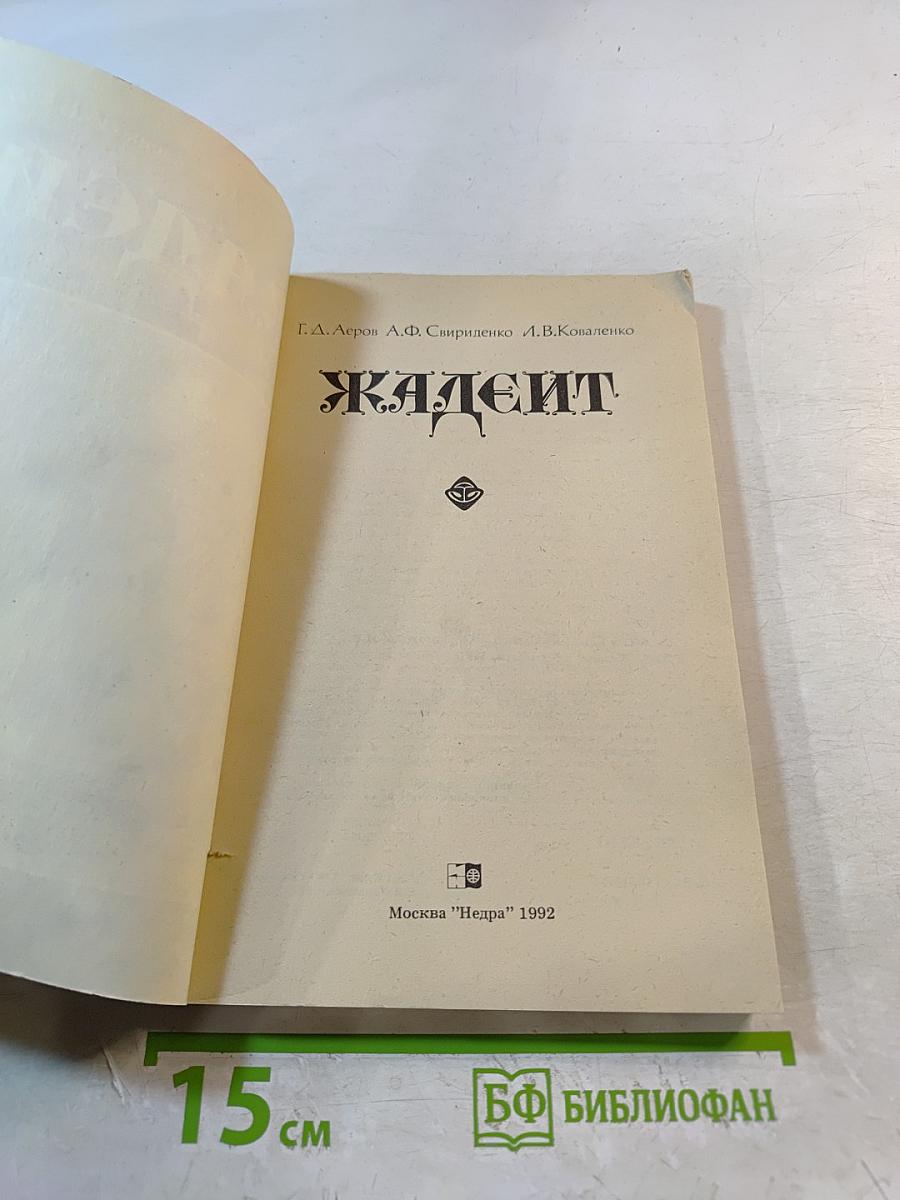 Г. Д. Аеров А.Ф. Свириденко И.В.Коваленко
ЖАДЕИТ
Москва "Недра" 1992
15 см
БФ БИБЛИОФАН